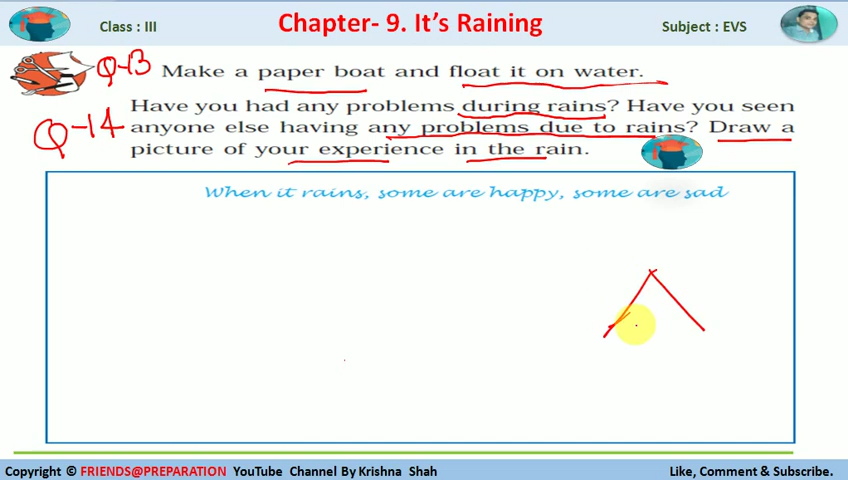 Class : III
Chapter- 9. It's Raining
Subject : EVS
Q-13 Make a paper boat and float it on water.
Have you had any problems during rains? Have you seen
Q-14 anyone else having any problems due to rains? Draw a
picture of your experience in the rain.
When it rains, some are happy, some are sad
Copyright © FRIENDS@PREPARATION YouTube Channel By Krishna Shah
Like, Comment & Subscribe.